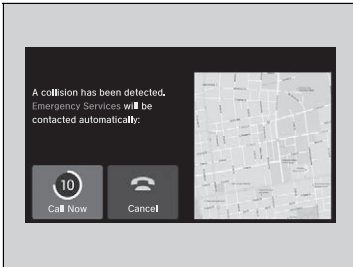 A collision has been detected.
Emergency Services will be
contacted automatically:
10
Call Now
Cancel